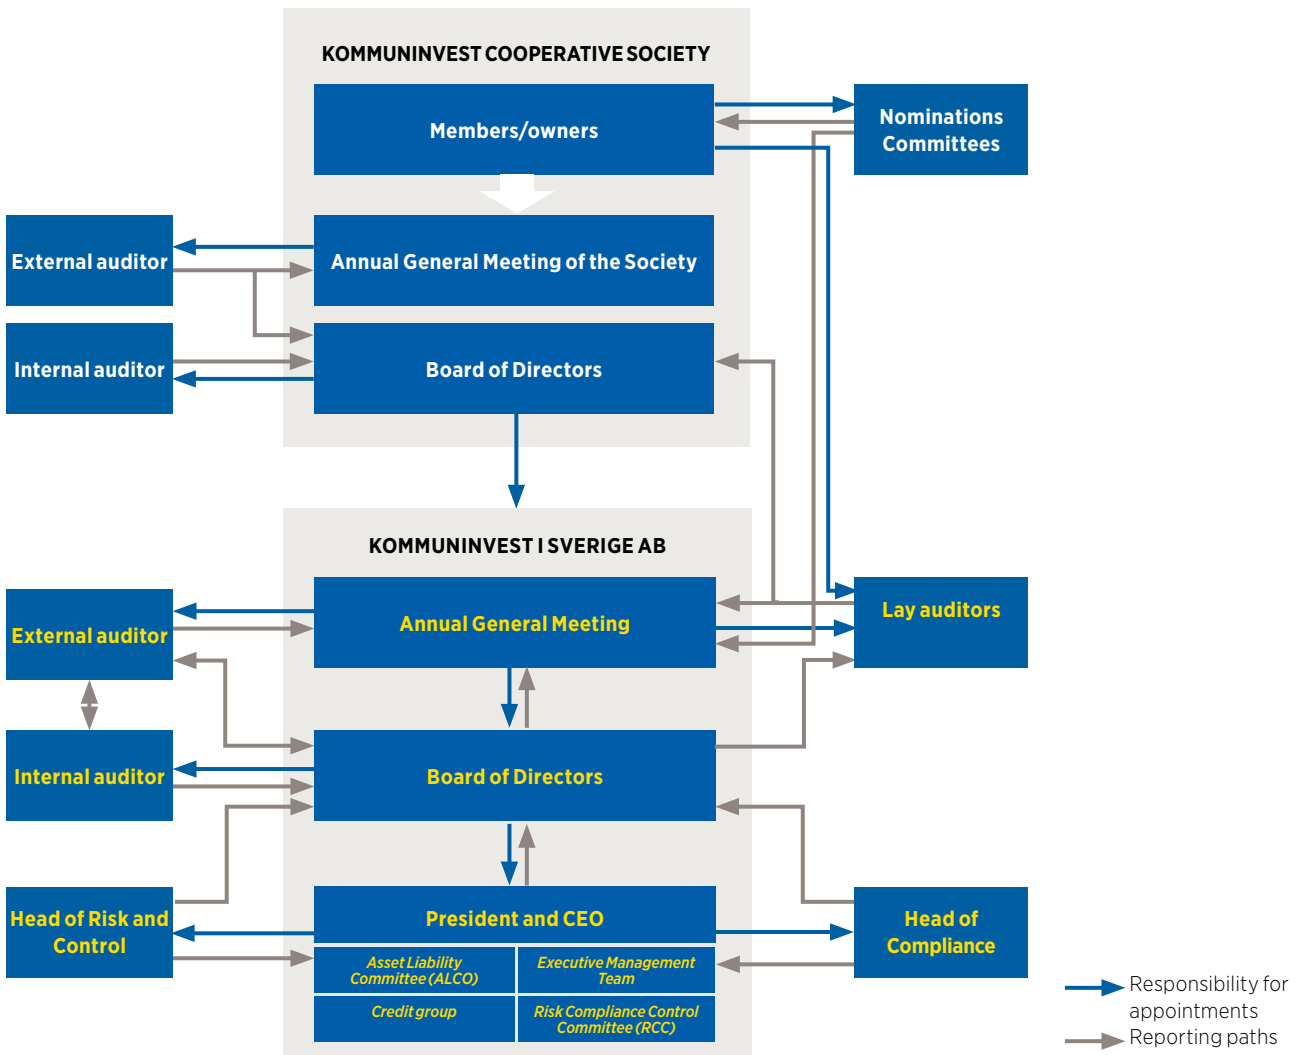 KOMMUNINVEST COOPERATIVE SOCIETY
Members/owners
Nominations
Committees
External auditor
Annual General Meeting of the Society
Internal auditor
Board of Directors
KOMMUNINVEST I SVERIGE AB
External auditor
Annual General Meeting
Lay auditors
Internal auditor
Board of Directors
Head of Risk and
Control
President and CEO
Head of
Compliance
Asset Liability
Committee (ALCO)
Executive Management
Team
Credit group
Risk Compliance Control
Committee (RCC)
Responsibility for
appointments
Reporting paths